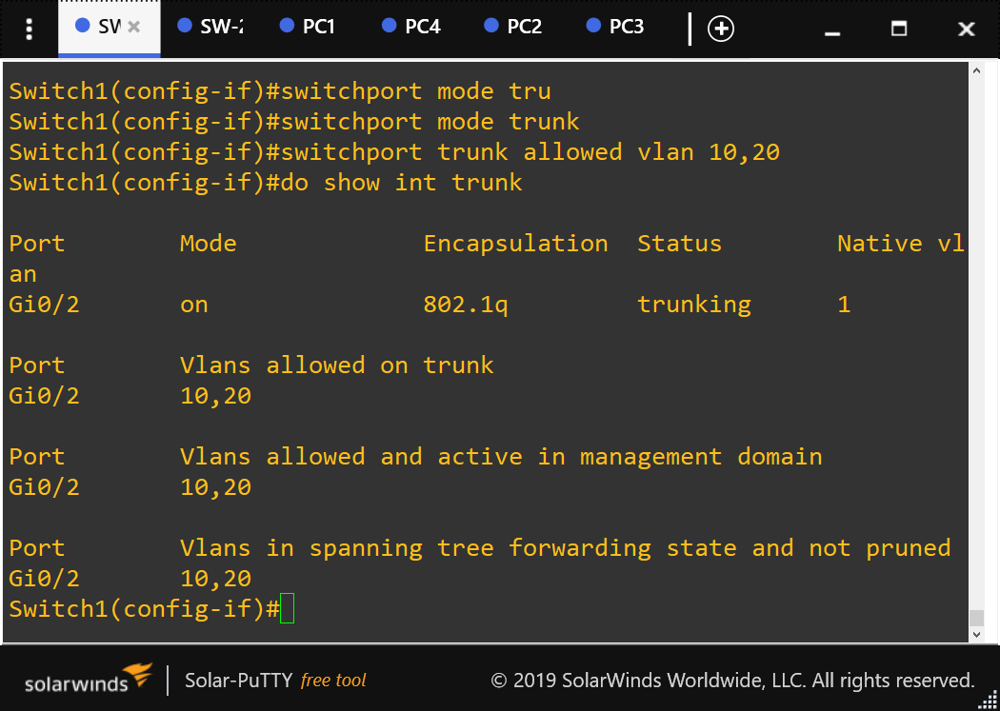 SW
SW-2
PC1
PC4
PC2
PC3
Switch1(config-if)#switchport mode tru
Switch1(config-if)#switchport mode trunk
Switch1(config-if)#switchport trunk allowed vlan 10,20
Switch1(config-if)#do show int trunk
Port Mode Encapsulation Status Native vl
an
Gi0/2 on 802.1q trunking 1
Port Vlans allowed on trunk
Gi0/2 10,20
Port Vlans allowed and active in management domain
Gi0/2 10,20
Port Vlans in spanning tree forwarding state and not pruned
Gi0/2 10,20
Switch1(config-if)#
solarwinds
Solar-PuTTY free tool
© 2019 SolarWinds Worldwide, LLC. All rights reserved.